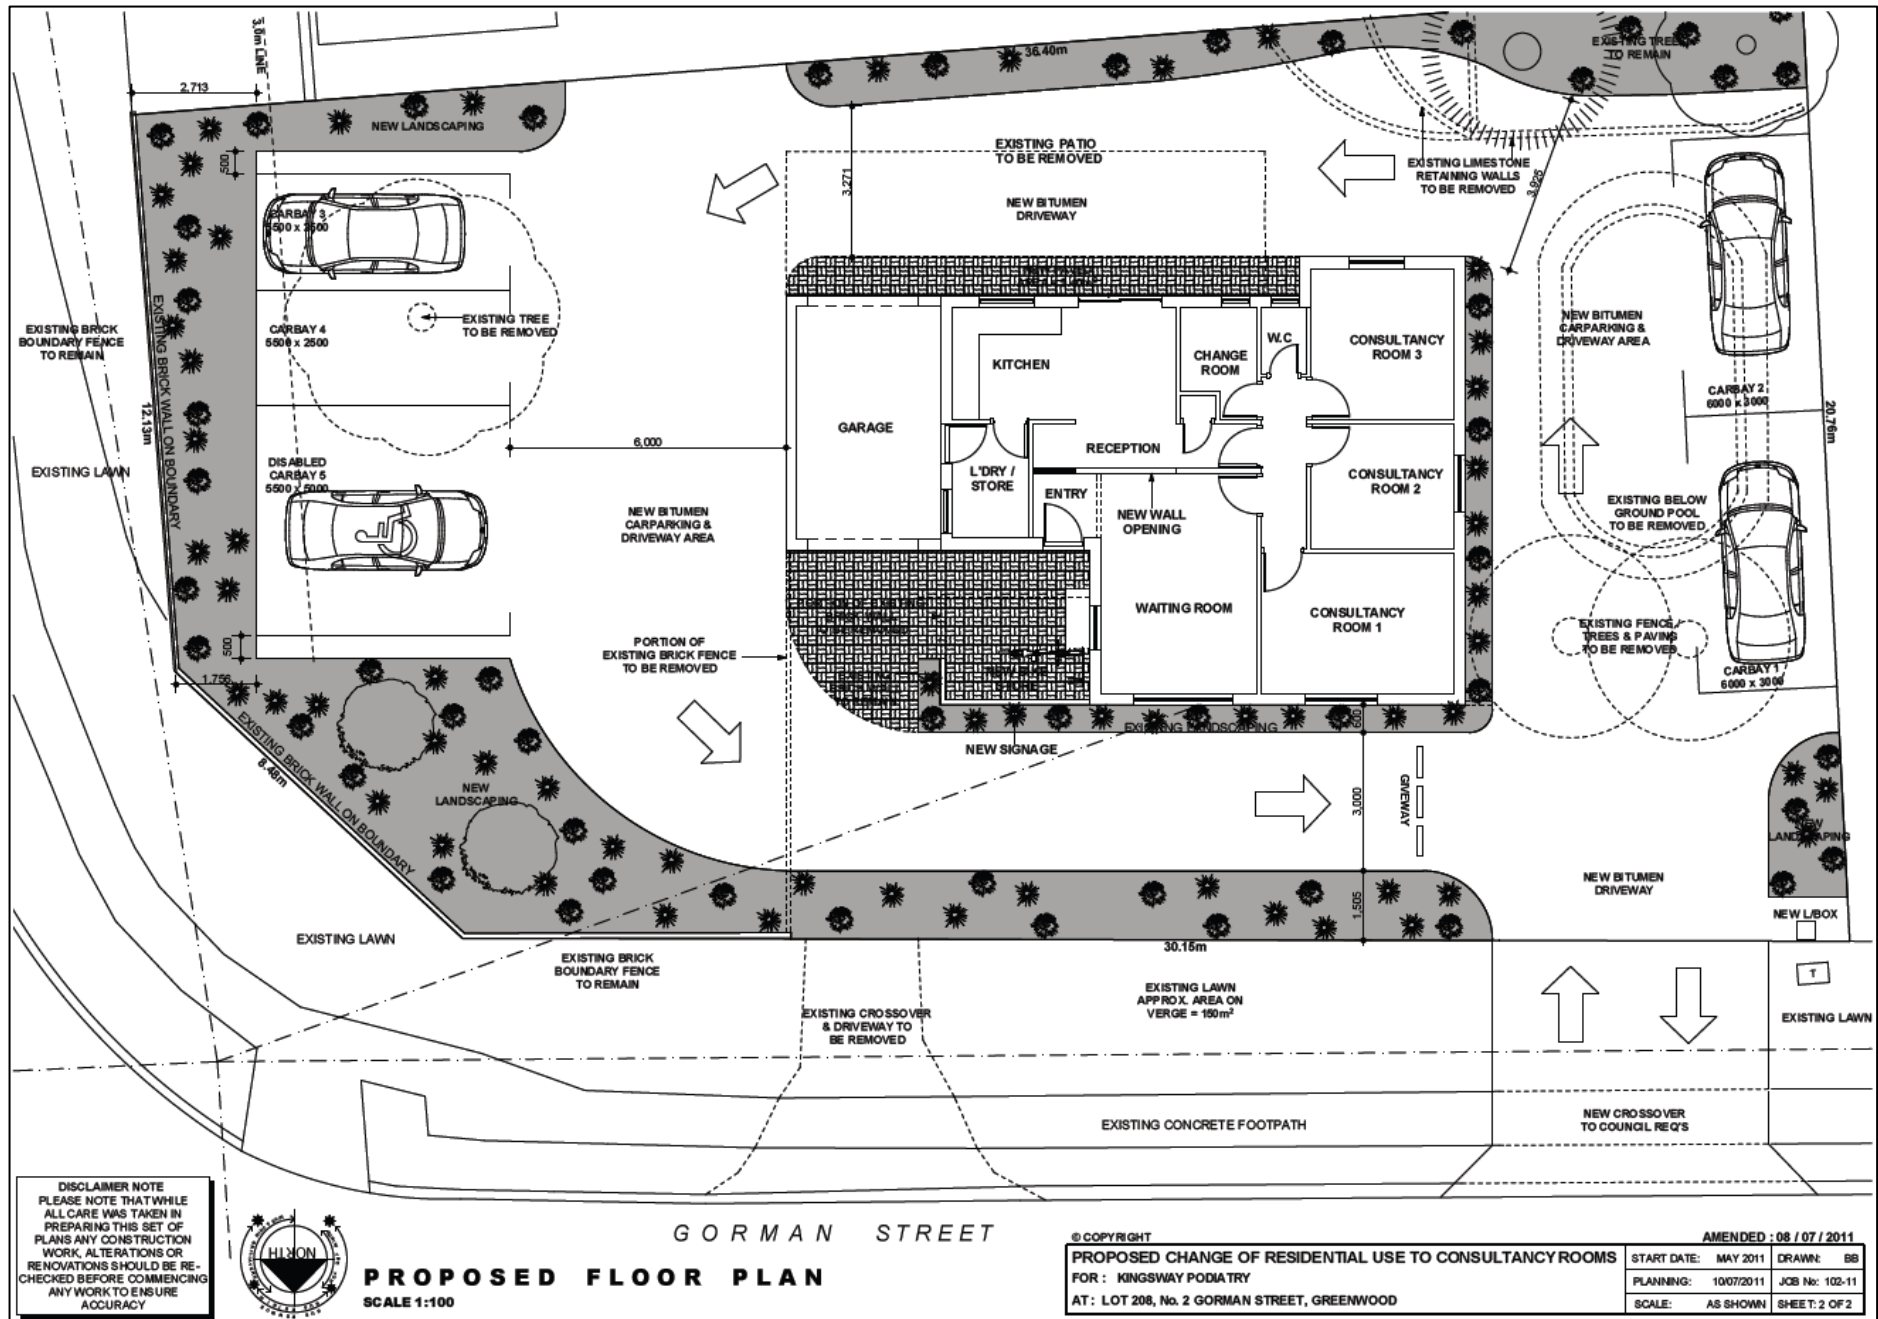 3.0m LINE
36.40m
EXISTING TREE
TO REMAIN
2.713
NEW LANDSCAPING
500
EXISTING PATIO
TO BE REMOVED
3.271
NEW BITUMEN
DRIVEWAY
EXISTING LIMESTONE
RETAINING WALLS
TO BE REMOVED
3.925
CARBAY 3
EXISTING BRICK
BOUNDARY FENCE
TO REMAIN
EXISTING BRICK WALL ON BOUNDARY
12.13m
CARBAY 4
5500 x 2500
EXISTING TREE
TO BE REMOVED
KITCHEN
CHANGE
ROOM
W.C
CONSULTANCY
ROOM 3
NEW BITUMEN
CARPARKING &
DRIVEWAY AREA
CARBAY 2
6000 x 3000
20.76m
GARAGE
6,000
RECEPTION
EXISTING LAWN
DISABLED
CARBAY 5
5500 x 5000
L'DRY /
STORE
ENTRY
CONSULTANCY
ROOM 2
NEW WALL
OPENING
NEW BITUMEN
CARPARKING &
DRIVEWAY AREA
EXISTING BELOW
GROUND POOL
TO BE REMOVED
WAITING ROOM
CONSULTANCY
ROOM 1
EXISTING FENCE,
TREES & PAVING
TO BE REMOVED
500
PORTION OF
EXISTING BRICK FENCE
TO BE REMOVED
NEW BIKE
CARBAY 1
6000 x 3000
1.756
EXISTING LANDSCAPING
600
NEW SIGNAGE
EXISTING BRICK WALL ON BOUNDARY
8.48m
NEW
LANDSCAPING
3,000
GIVEWAY
NEW
LANDSCAPING
NEW BITUMEN
DRIVEWAY
1,505
NEW L/BOX
EXISTING LAWN
30.15m
EXISTING BRICK
BOUNDARY FENCE
TO REMAIN
T
EXISTING LAWN
APPROX. AREA ON
VERGE = 150m²
EXISTING CROSSOVER
& DRIVEWAY TO
BE REMOVED
EXISTING LAWN
EXISTING CONCRETE FOOTPATH
NEW CROSSOVER
TO COUNCIL REQ'S
DISCLAIMER NOTE
PLEASE NOTE THAT WHILE
ALL CARE WAS TAKEN IN
PREPARING THIS SET OF
PLANS ANY CONSTRUCTION
WORK, ALTERATIONS OR
RENOVATIONS SHOULD BE RE-
CHECKED BEFORE COMMENCING
ANY WORK TO ENSURE
ACCURACY
NORTH
GORMAN STREET
PROPOSED FLOOR PLAN
SCALE 1:100
© COPYRIGHT
AMENDED : 08 / 07 / 2011
PROPOSED CHANGE OF RESIDENTIAL USE TO CONSULTANCY ROOMS
FOR : KINGSWAY PODIATRY
AT : LOT 208, No. 2 GORMAN STREET, GREENWOOD
START DATE: MAY 2011 DRAWN: BB
PLANNING: 10/07/2011 JOB No: 102-11
SCALE: AS SHOWN SHEET: 2 OF 2